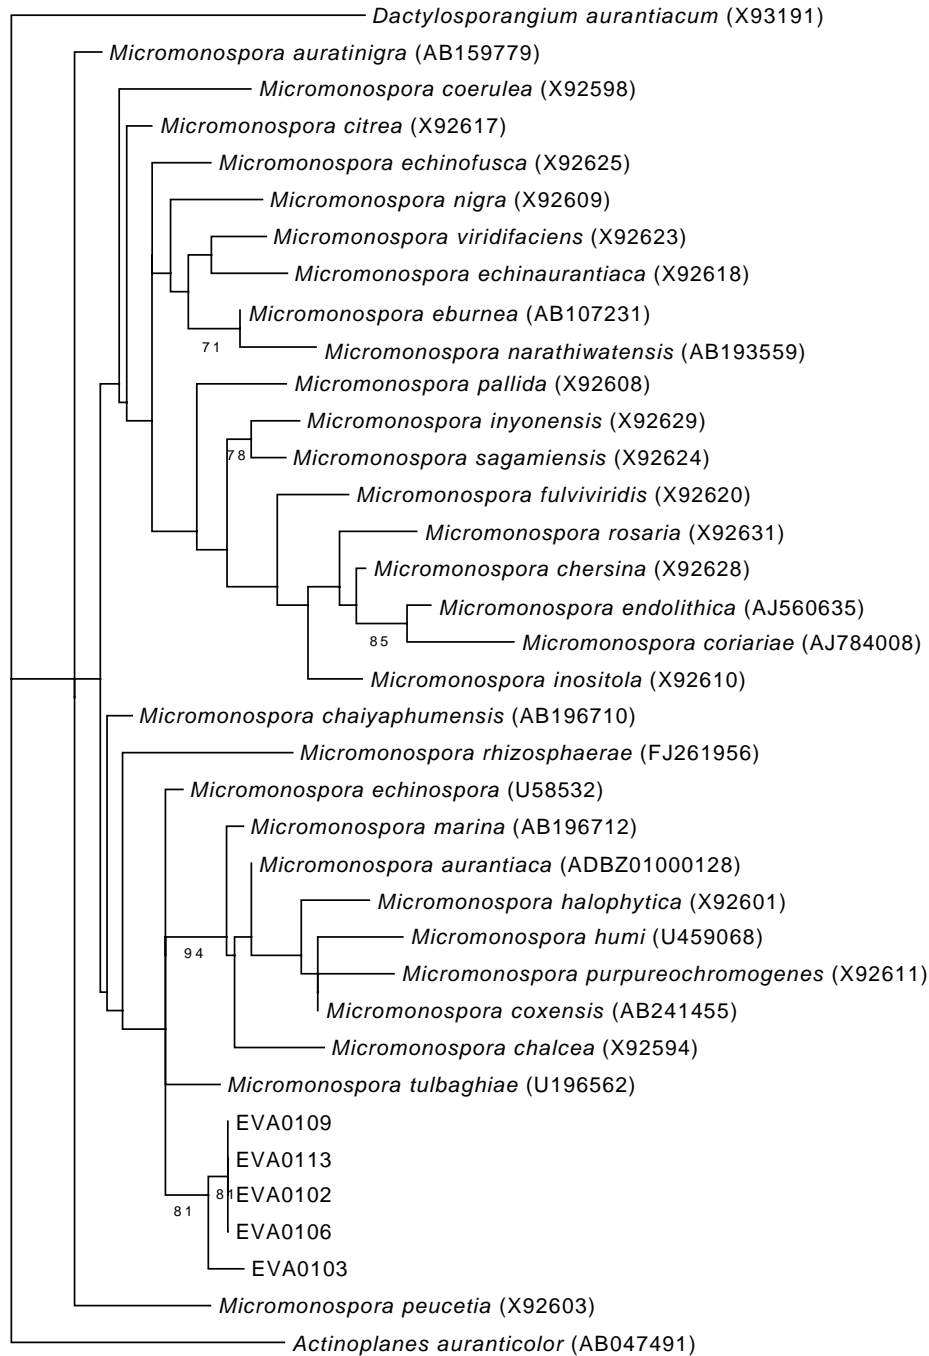 Dactylosporangium aurantiacum (X93191)
Micromonospora auratinigra (AB159779)
Micromonospora coerulea (X92598)
Micromonospora citrea (X92617)
Micromonospora echinofusca (X92625)
Micromonospora nigra (X92609)
Micromonospora viridifaciens (X92623)
Micromonospora echinaurantiaca (X92618)
Micromonospora eburnea (AB107231)
71
Micromonospora narathiwatensis (AB193559)
Micromonospora pallida (X92608)
Micromonospora inyonensis (X92629)
78
Micromonospora sagamiensis (X92624)
Micromonospora fulviviridis (X92620)
Micromonospora rosaria (X92631)
Micromonospora chersina (X92628)
Micromonospora endolithica (AJ560635)
85
Micromonospora coriariae (AJ784008)
Micromonospora inositola (X92610)
Micromonospora chaiyaphumensis (AB196710)
Micromonospora rhizosphaerae (FJ261956)
Micromonospora echinospora (U58532)
Micromonospora marina (AB196712)
Micromonospora aurantiaca (ADBZ01000128)
Micromonospora halophytica (X92601)
Micromonospora humi (U459068)
94
Micromonospora purpureochromogenes (X92611)
Micromonospora coxensis (AB241455)
Micromonospora chalcea (X92594)
Micromonospora tulbaghiae (U196562)
EVA0109
EVA0113
81
EVA0102
81
EVA0106
EVA0103
Micromonospora peucetia (X92603)
Actinoplanes auranticolor (AB047491)